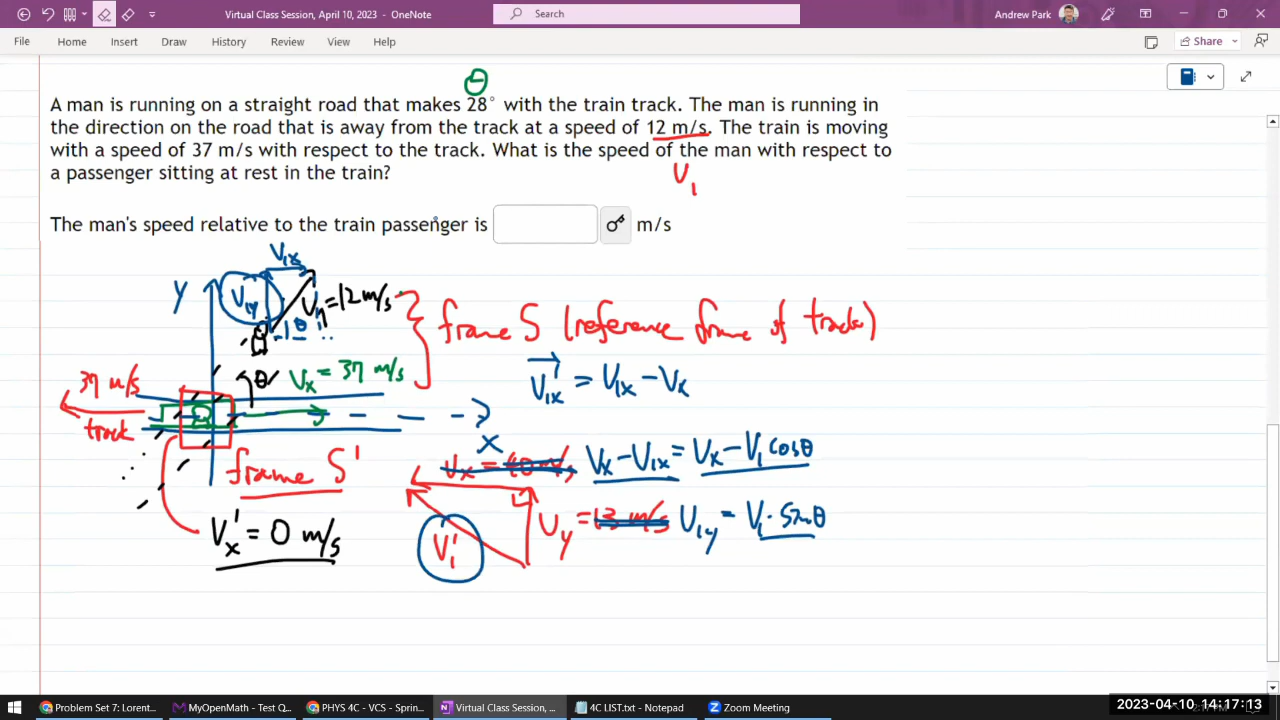 Virtual Class Session, April 10, 2023 - OneNote
Search
Andrew Park
File Home Insert Draw History Review View Help
Share
θ
A man is running on a straight road that makes 28° with the train track. The man is running in
the direction on the road that is away from the track at a speed of 12 m/s. The train is moving
with a speed of 37 m/s with respect to the track. What is the speed of the man with respect to
a passenger sitting at rest in the train?
V₁
The man's speed relative to the train passenger is m/s
V₁ₓ
y
V₁y
V₁ = 12 m/s
θ
frame S (reference frame of tracks)
θ
Vₓ = 37 m/s
37 m/s
track
V₁ₓ = V₁ₓ - Vₓ
x
Vₓ - V₁ₓ = Vₓ - V₁ cosθ
frame S'
Vy = 13 m/s V₁y = V₁ · sinθ
Vₓ' = 0 m/s
V₁'
Problem Set 7: Lorent...
MyOpenMath - Test Q...
PHYS 4C - VCS - Sprin...
Virtual Class Session, ...
4C LIST.txt - Notepad
Zoom Meeting
2023-04-10 14:17:13